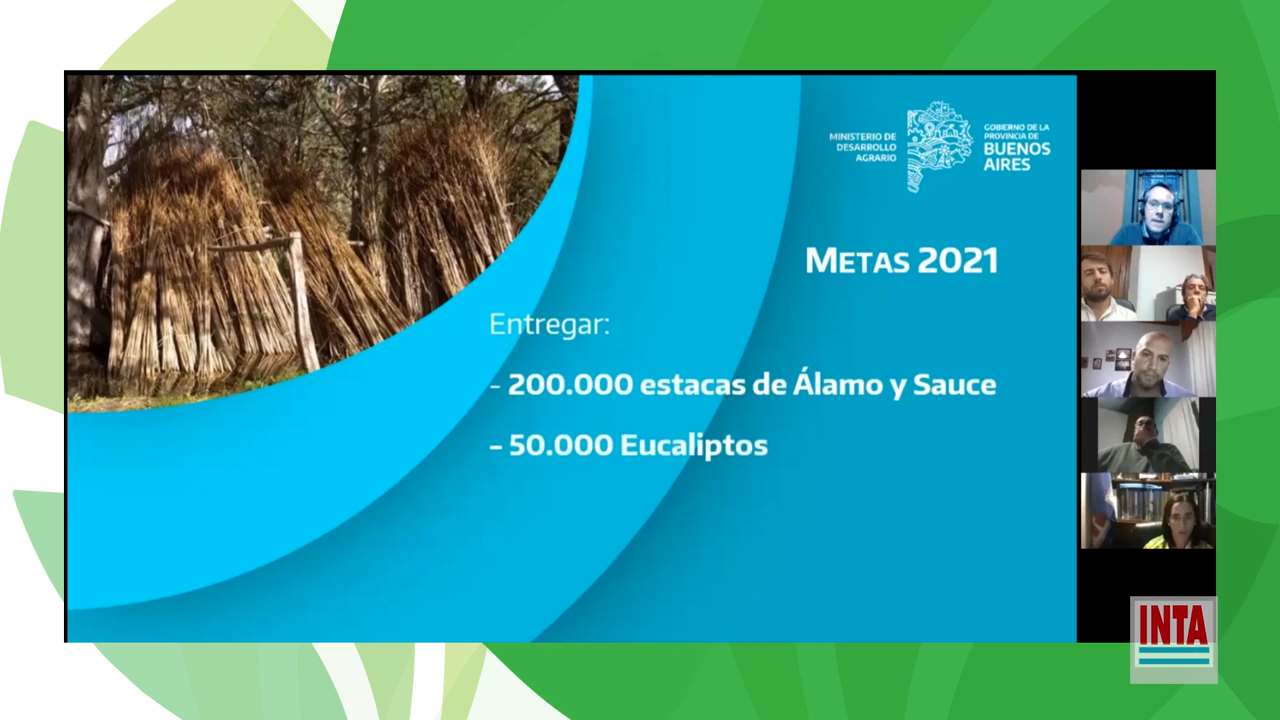 MINISTERIO DE
DESARROLLO
AGRARIO
GOBIERNO DE LA
PROVINCIA DE
BUENOS
AIRES
METAS 2021
Entregar:
- 200.000 estacas de Álamo y Sauce
- 50.000 Eucaliptos
INTA